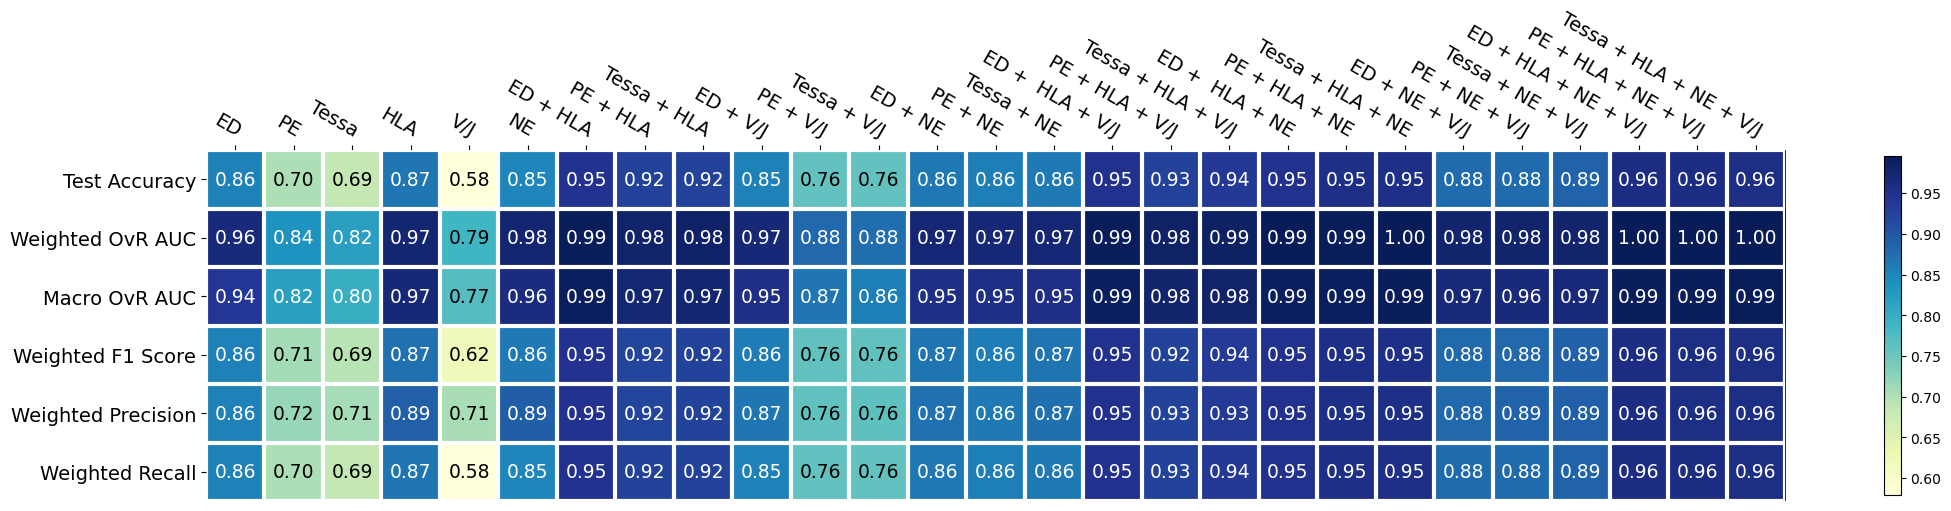 ED
PE
Tessa
HLA
V/J
NE
ED + HLA
PE + HLA
Tessa + HLA
ED + V/J
PE + V/J
Tessa + V/J
ED + NE
PE + NE
Tessa + NE
ED + HLA + V/J
PE + HLA + V/J
Tessa + HLA + V/J
ED + HLA + NE
PE + HLA + NE
Tessa + HLA + NE
ED + NE + V/J
PE + NE + V/J
Tessa + NE + V/J
ED + HLA + NE + V/J
PE + HLA + NE + V/J
Tessa + HLA + NE + V/J
Test Accuracy 0.86 0.70 0.69 0.87 0.58 0.85 0.95 0.92 0.92 0.85 0.76 0.76 0.86 0.86 0.86 0.95 0.93 0.94 0.95 0.95 0.95 0.88 0.88 0.89 0.96 0.96 0.96
Weighted OvR AUC 0.96 0.84 0.82 0.97 0.79 0.98 0.99 0.98 0.98 0.97 0.88 0.88 0.97 0.97 0.97 0.99 0.98 0.99 0.99 0.99 1.00 0.98 0.98 0.98 1.00 1.00 1.00
Macro OvR AUC 0.94 0.82 0.80 0.97 0.77 0.96 0.99 0.97 0.97 0.95 0.87 0.86 0.95 0.95 0.95 0.99 0.98 0.98 0.99 0.99 0.99 0.97 0.96 0.97 0.99 0.99 0.99
Weighted F1 Score 0.86 0.71 0.69 0.87 0.62 0.86 0.95 0.92 0.92 0.86 0.76 0.76 0.87 0.86 0.87 0.95 0.92 0.94 0.95 0.95 0.95 0.88 0.88 0.89 0.96 0.96 0.96
Weighted Precision 0.86 0.72 0.71 0.89 0.71 0.89 0.95 0.92 0.92 0.87 0.76 0.76 0.87 0.86 0.87 0.95 0.93 0.93 0.95 0.95 0.95 0.88 0.89 0.89 0.96 0.96 0.96
Weighted Recall 0.86 0.70 0.69 0.87 0.58 0.85 0.95 0.92 0.92 0.85 0.76 0.76 0.86 0.86 0.86 0.95 0.93 0.94 0.95 0.95 0.95 0.88 0.88 0.89 0.96 0.96 0.96
0.95
0.90
0.85
0.80
0.75
0.70
0.65
0.60